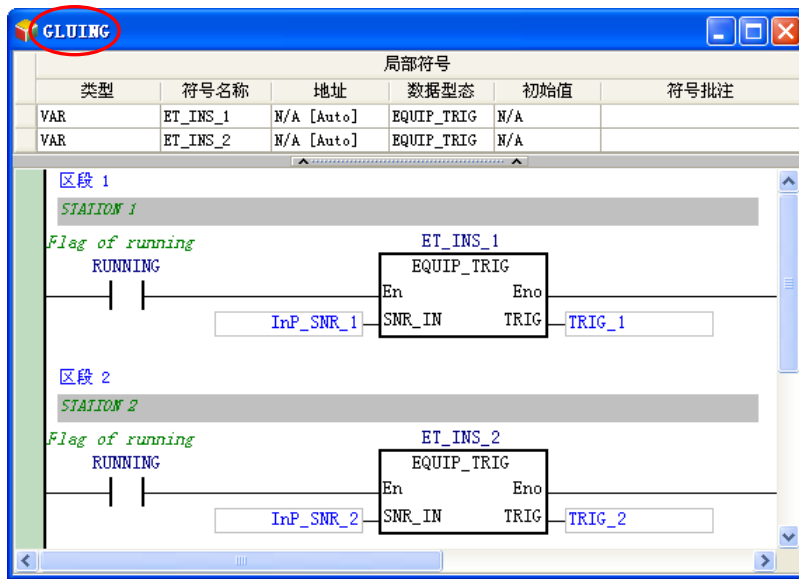 GLUING
局部符号
类型 符号名称 地址 数据型态 初始值 符号批注
VAR ET_INS_1 N/A [Auto] EQUIP_TRIG N/A
VAR ET_INS_2 N/A [Auto] EQUIP_TRIG N/A
区段 1
STATION 1
Flag of running ET_INS_1
RUNNING EQUIP_TRIG
En Eno
InP_SNR_1 SNR_IN TRIG TRIG_1
区段 2
STATION 2
Flag of running ET_INS_2
RUNNING EQUIP_TRIG
En Eno
InP_SNR_2 SNR_IN TRIG TRIG_2